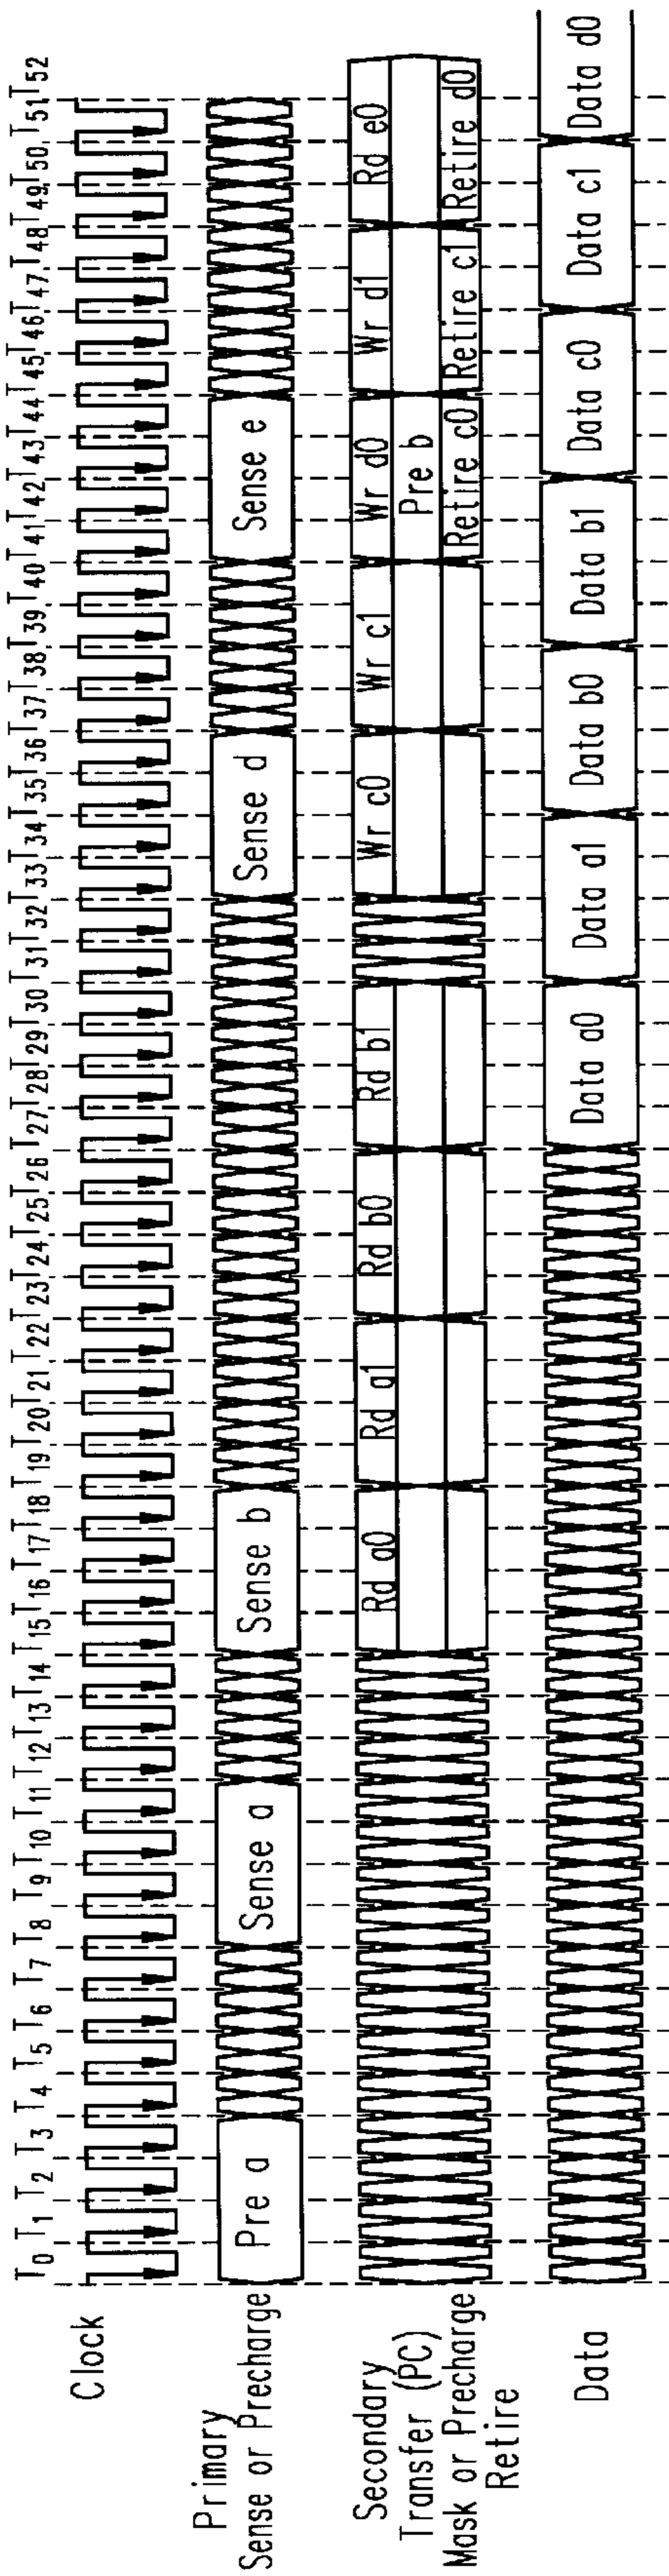 T0 T1 T2 T3 T4 T5 T6 T7 T8 T9 T10 T11 T12 T13 T14 T15 T16 T17 T18 T19 T20 T21 T22 T23 T24 T25 T26 T27 T28 T29 T30 T31 T32 T33 T34 T35 T36 T37 T38 T39 T40 T41 T42 T43 T44 T45 T46 T47 T48 T49 T50 T51 T52
Clock
Primary
Sense or Precharge
Pre a Sense a Sense b Sense d Sense e
Secondary
Transfer (PC)
Mask or Precharge
Retire
Rd a0 Rd a1 Rd b0 Rd b1 Wr c0 Wr c1 Wr d0 Wr d1 Rd e0
Pre b
Retire c0 Retire c1 Retire d0
Data
Data a0 Data a1 Data b0 Data b1 Data c0 Data c1 Data d0